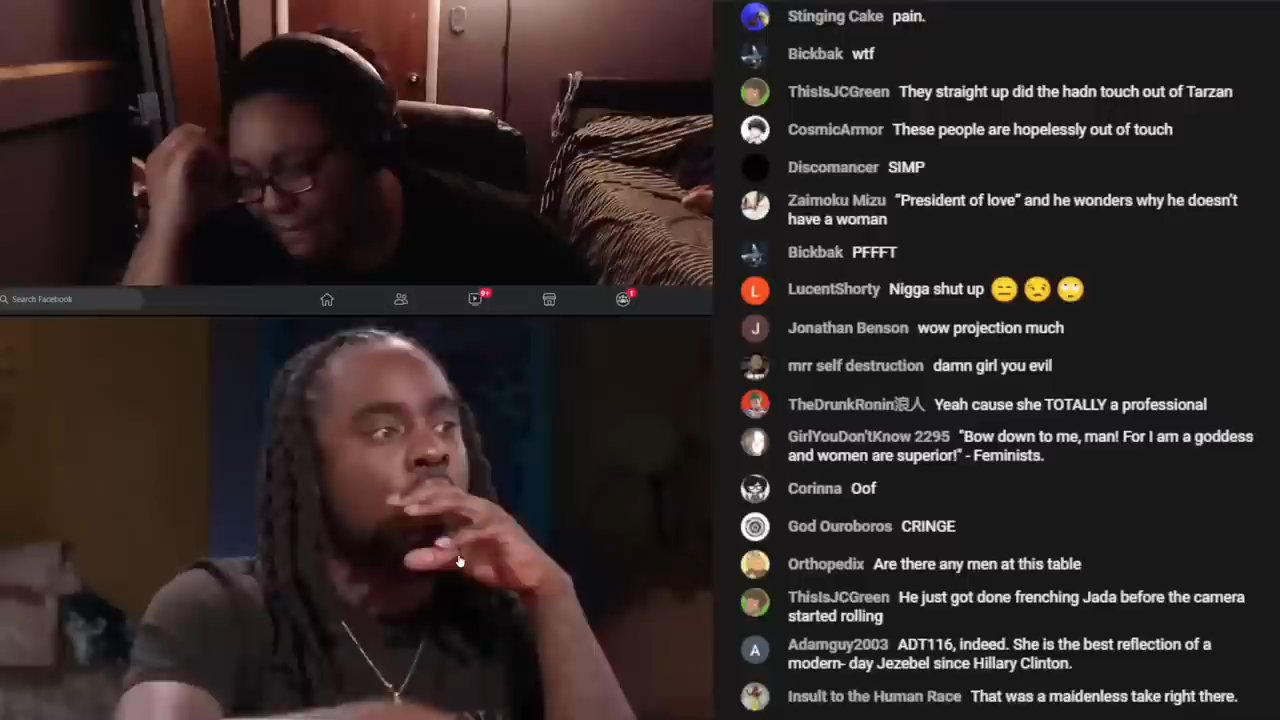 Stinging Cake pain.
Bickbak wtf
ThisIsJCGreen They straight up did the hadn touch out of Tarzan
CosmicArmor These people are hopelessly out of touch
Discomancer SIMP
Zaimoku Mizu “President of love” and he wonders why he doesn't
have a woman
Bickbak PFFFT
L LucentShorty Nigga shut up
Search Facebook
9+
1
J Jonathan Benson wow projection much
mrr self destruction damn girl you evil
TheDrunkRonin浪人 Yeah cause she TOTALLY a professional
GirlYouDon'tKnow 2295 "Bow down to me, man! For I am a goddess
and women are superior!" - Feminists.
Corinna Oof
God Ouroboros CRINGE
Orthopedix Are there any men at this table
ThisIsJCGreen He just got done frenching Jada before the camera
started rolling
A Adamguy2003 ADT116, indeed. She is the best reflection of a
modern- day Jezebel since Hillary Clinton.
Insult to the Human Race That was a maidenless take right there.